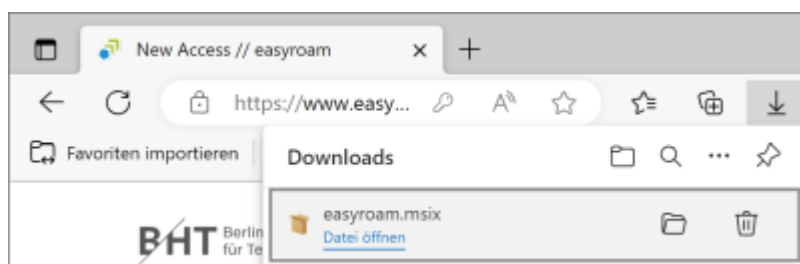 New Access // easyroam
https://www.easy...
Favoriten importieren
Downloads
easyroam.msix
Datei öffnen
BHT Berlin
für Te